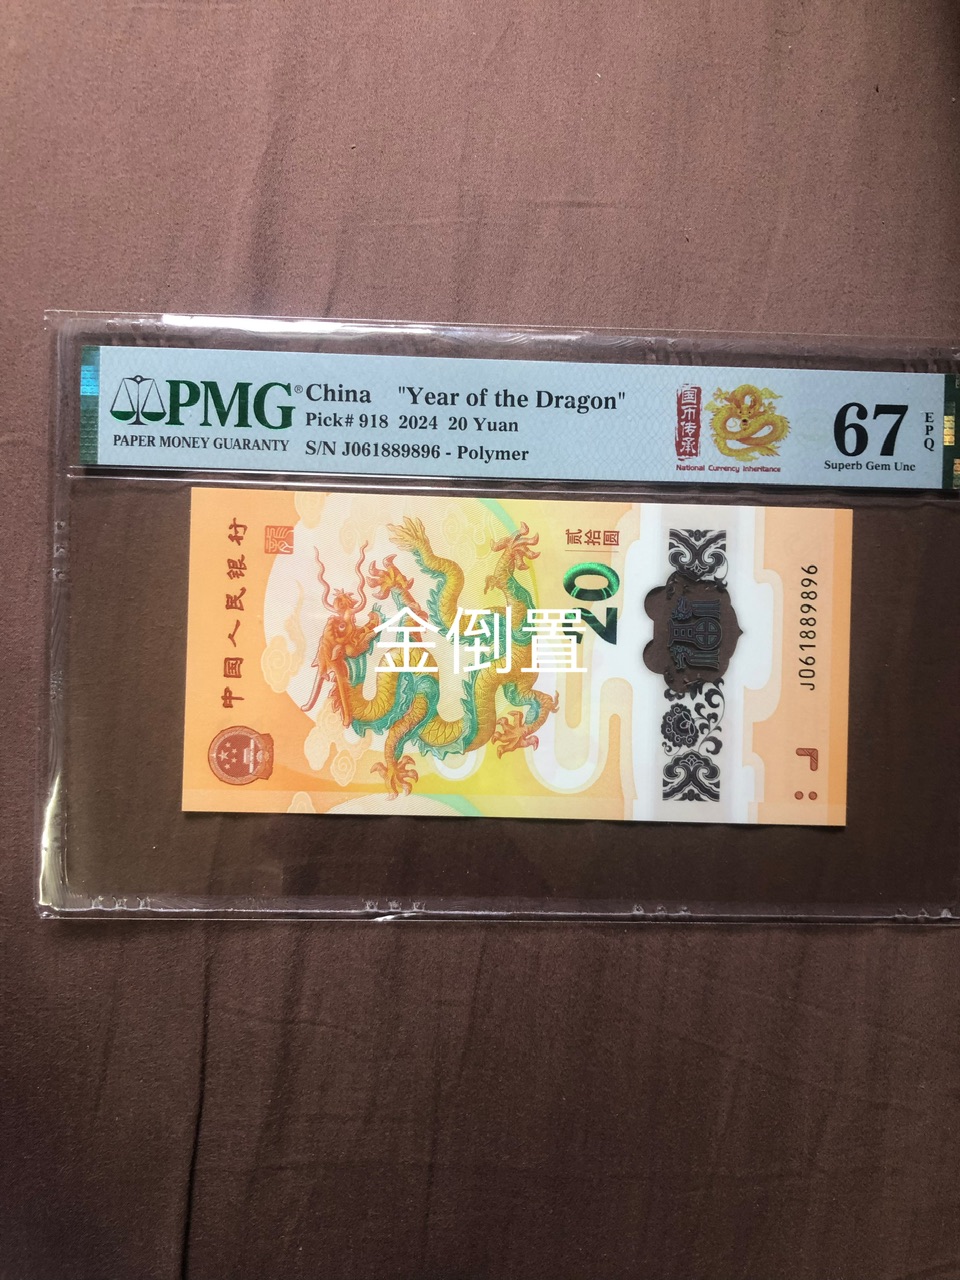 PMG®
PAPER MONEY GUARANTY
China "Year of the Dragon"
Pick# 918 2024 20 Yuan
S/N J061889896 - Polymer
国币传承
National Currency Inheritance
67
EPQ
Superb Gem Unc
中国人民银行
贰拾圆
20
金倒置
J061889896